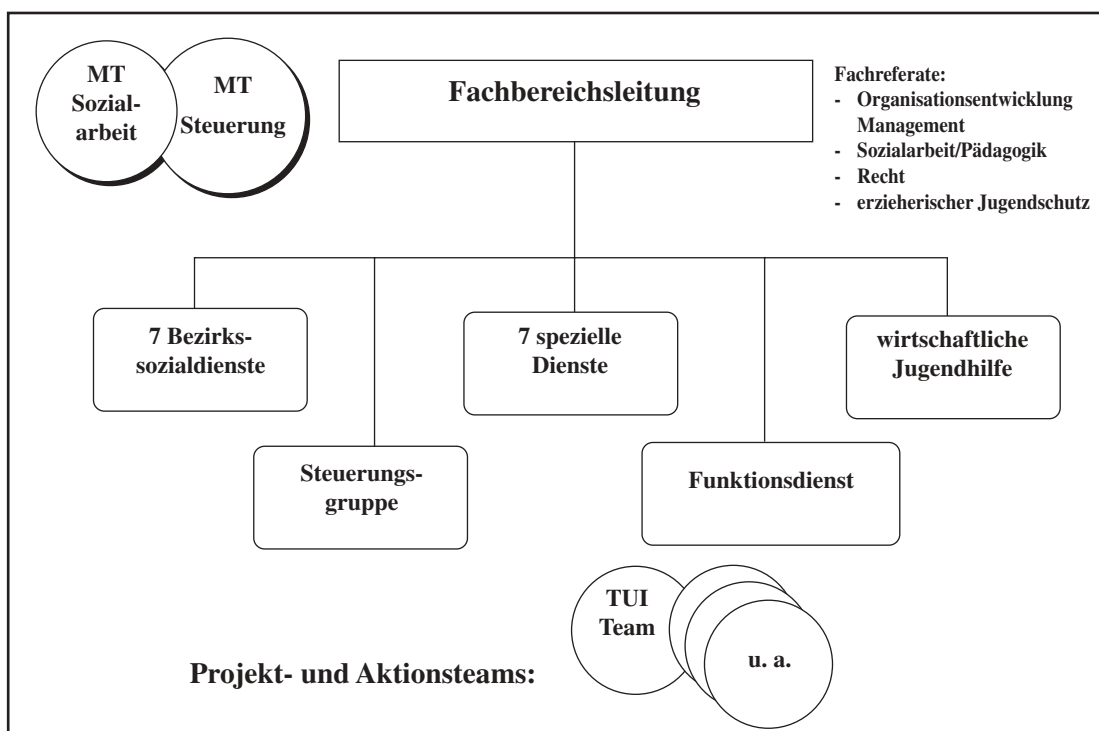 MT
Sozial-
arbeit
MT
Steuerung
Fachbereichsleitung
Fachreferate:
- Organisationsentwicklung
Management
- Sozialarbeit/Pädagogik
- Recht
- erzieherischer Jugendschutz
7 Bezirks-
sozialdienste
7 spezielle
Dienste
wirtschaftliche
Jugendhilfe
Steuerungs-
gruppe
Funktionsdienst
TUI
Team
u. a.
Projekt- und Aktionsteams: